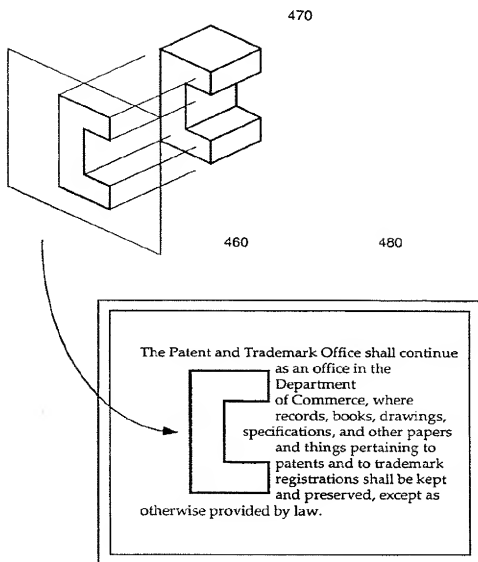 470
460 480
The Patent and Trademark Office shall continue
as an office in the
Department
of Commerce, where
records, books, drawings,
specifications, and other papers
and things pertaining to
patents and to trademark
registrations shall be kept
and preserved, except as
otherwise provided by law.